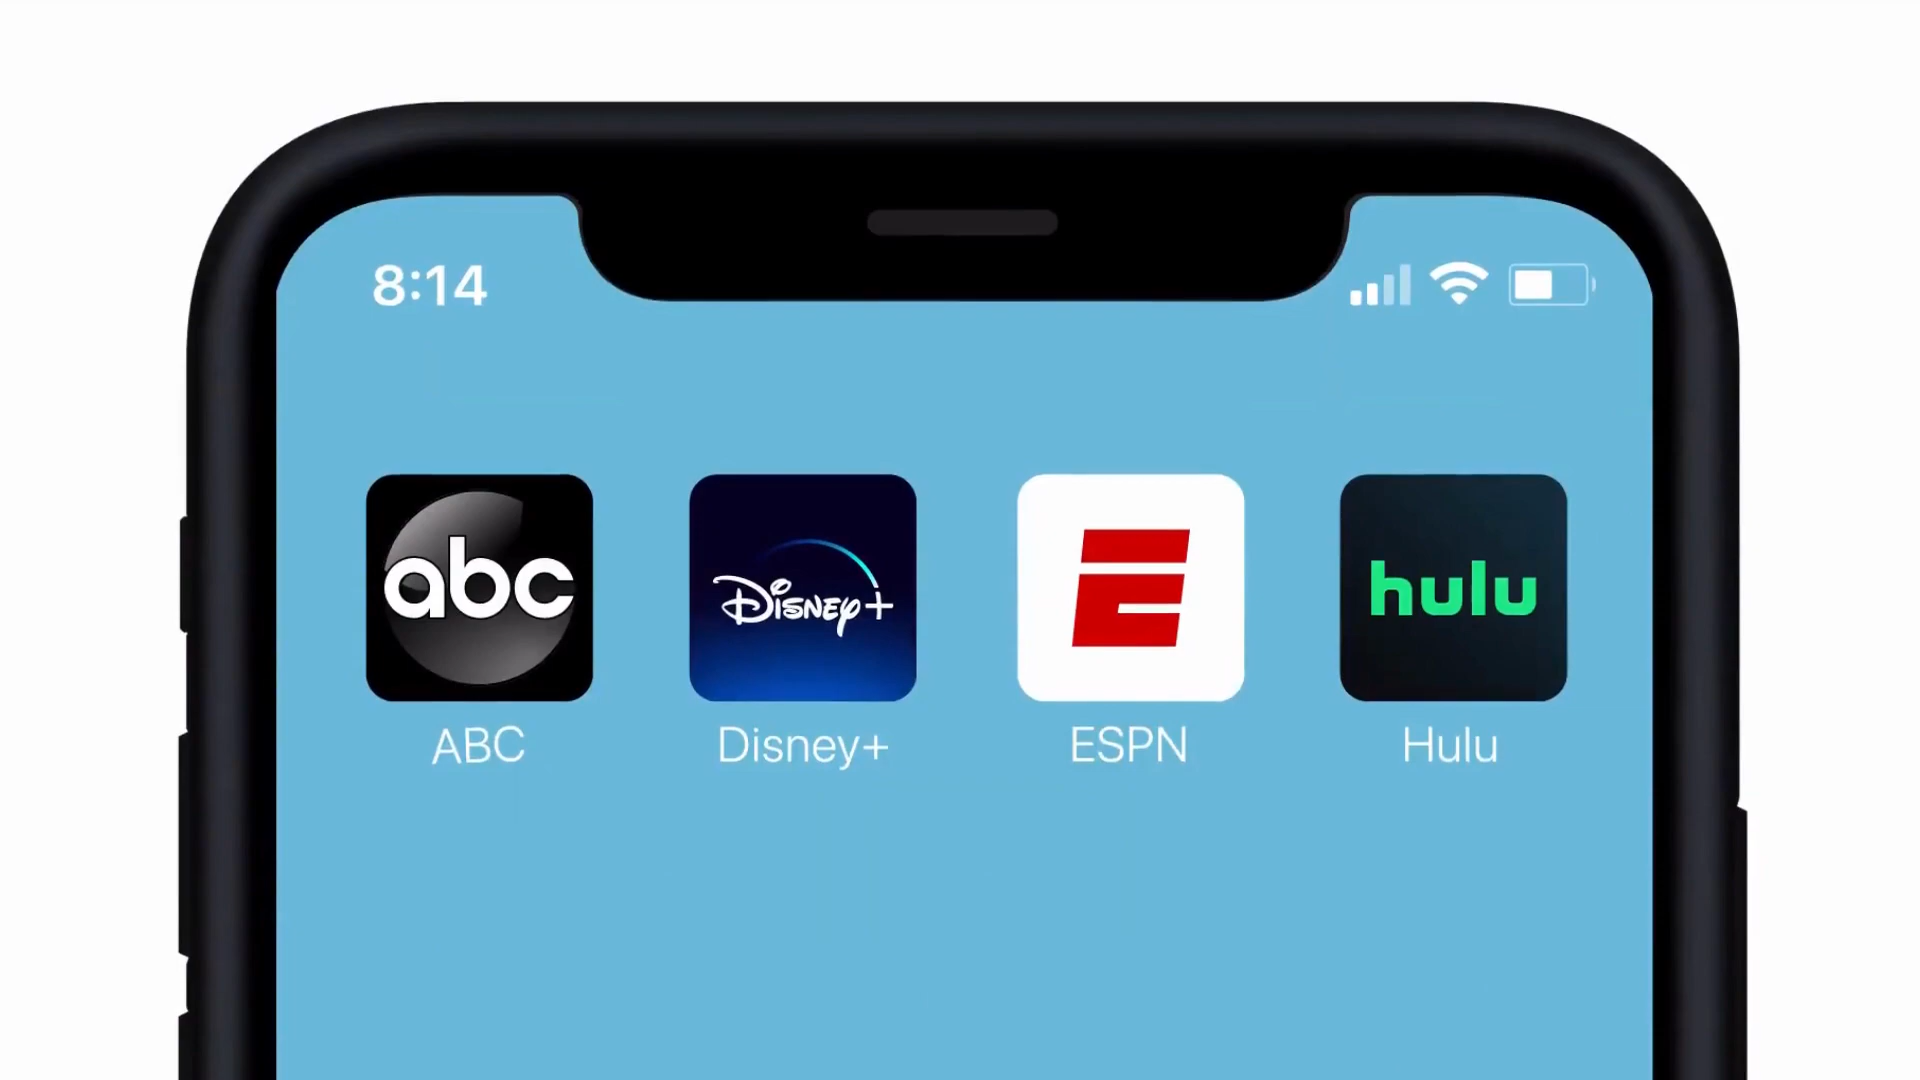 8:14
abc
Disney+
E
hulu
ABC
Disney+
ESPN
Hulu